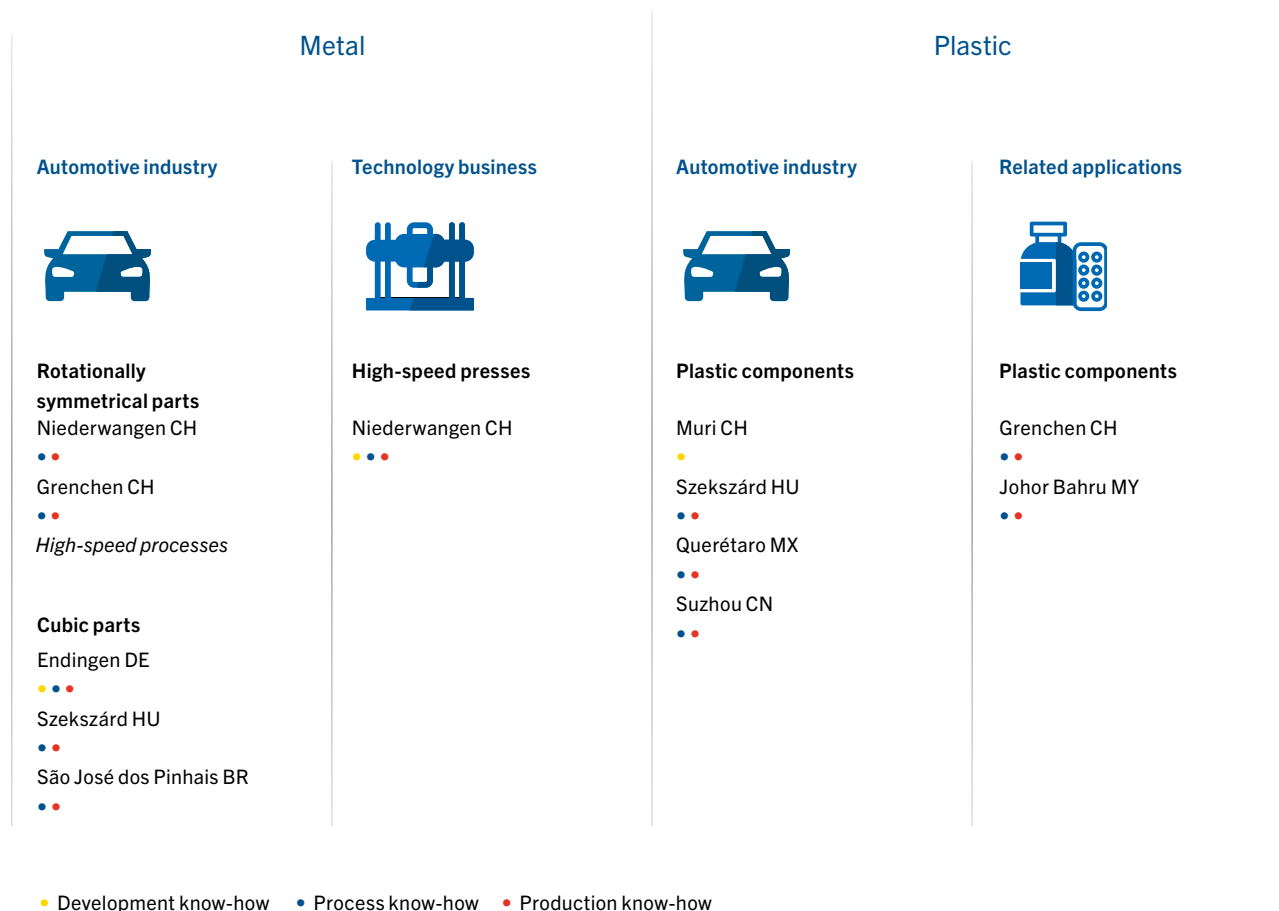 Metal
Automotive industry
Rotationally
symmetrical parts
Niederwangen CH
Grenchen CH
High-speed processes
Cubic parts
Endingen DE
Szekszárd HU
São José dos Pinhais BR
Technology business
High-speed presses
Niederwangen CH
Plastic
Automotive industry
Plastic components
Muri CH
Szekszárd HU
Querétaro MX
Suzhou CN
Related applications
Plastic components
Grenchen CH
Johor Bahru MY
Development know-how
Process know-how
Production know-how